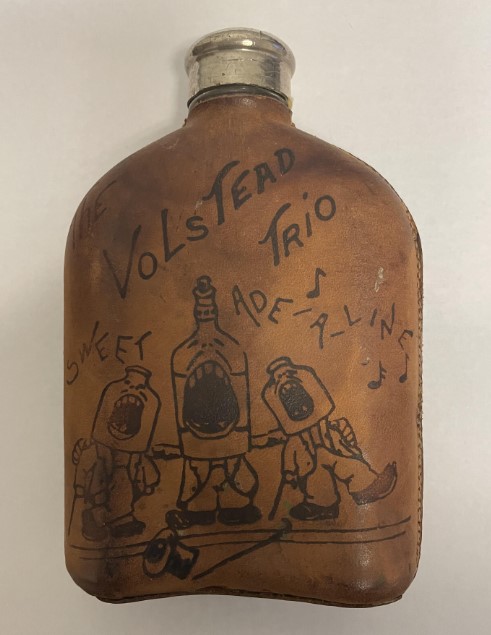 THE
VOLSTEAD
TRIO
SWEET
ADE-
A-LINE